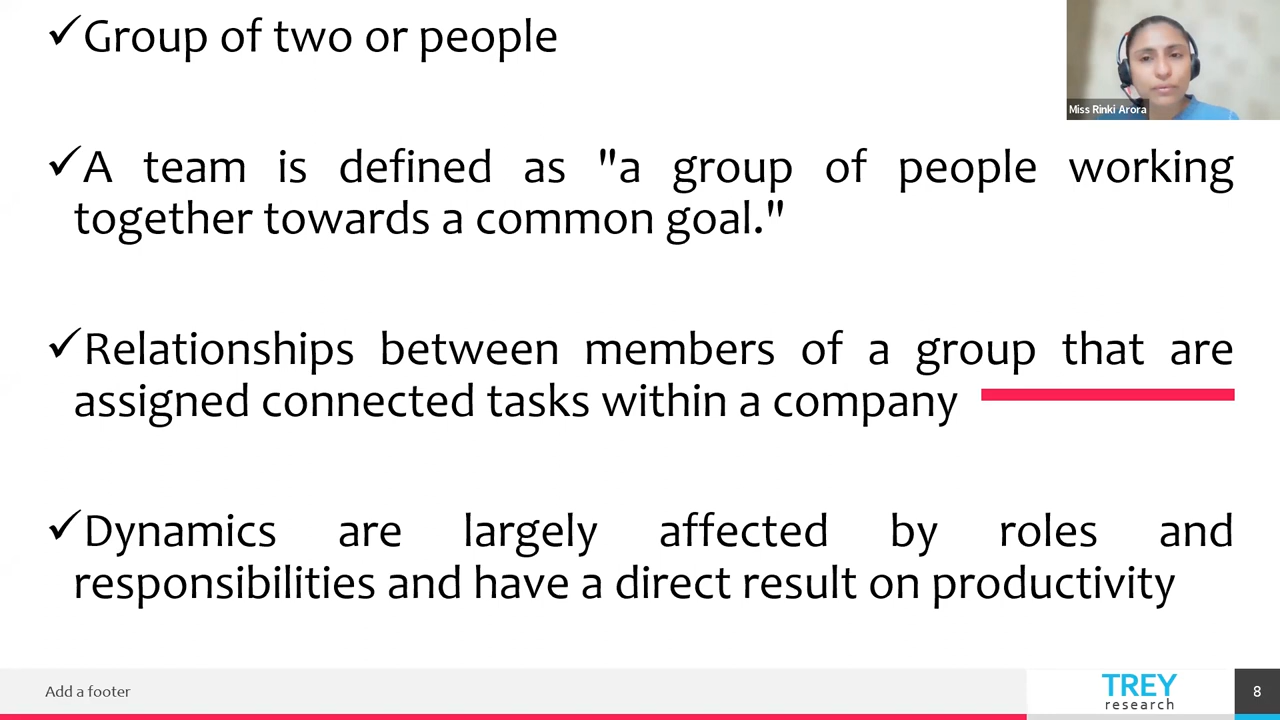 ✓Group of two or people
Miss Rinki Arora
✓A team is defined as "a group of people working
together towards a common goal."
✓Relationships between members of a group that are
assigned connected tasks within a company
✓Dynamics are largely affected by roles and
responsibilities and have a direct result on productivity
Add a footer
TREY
research
8